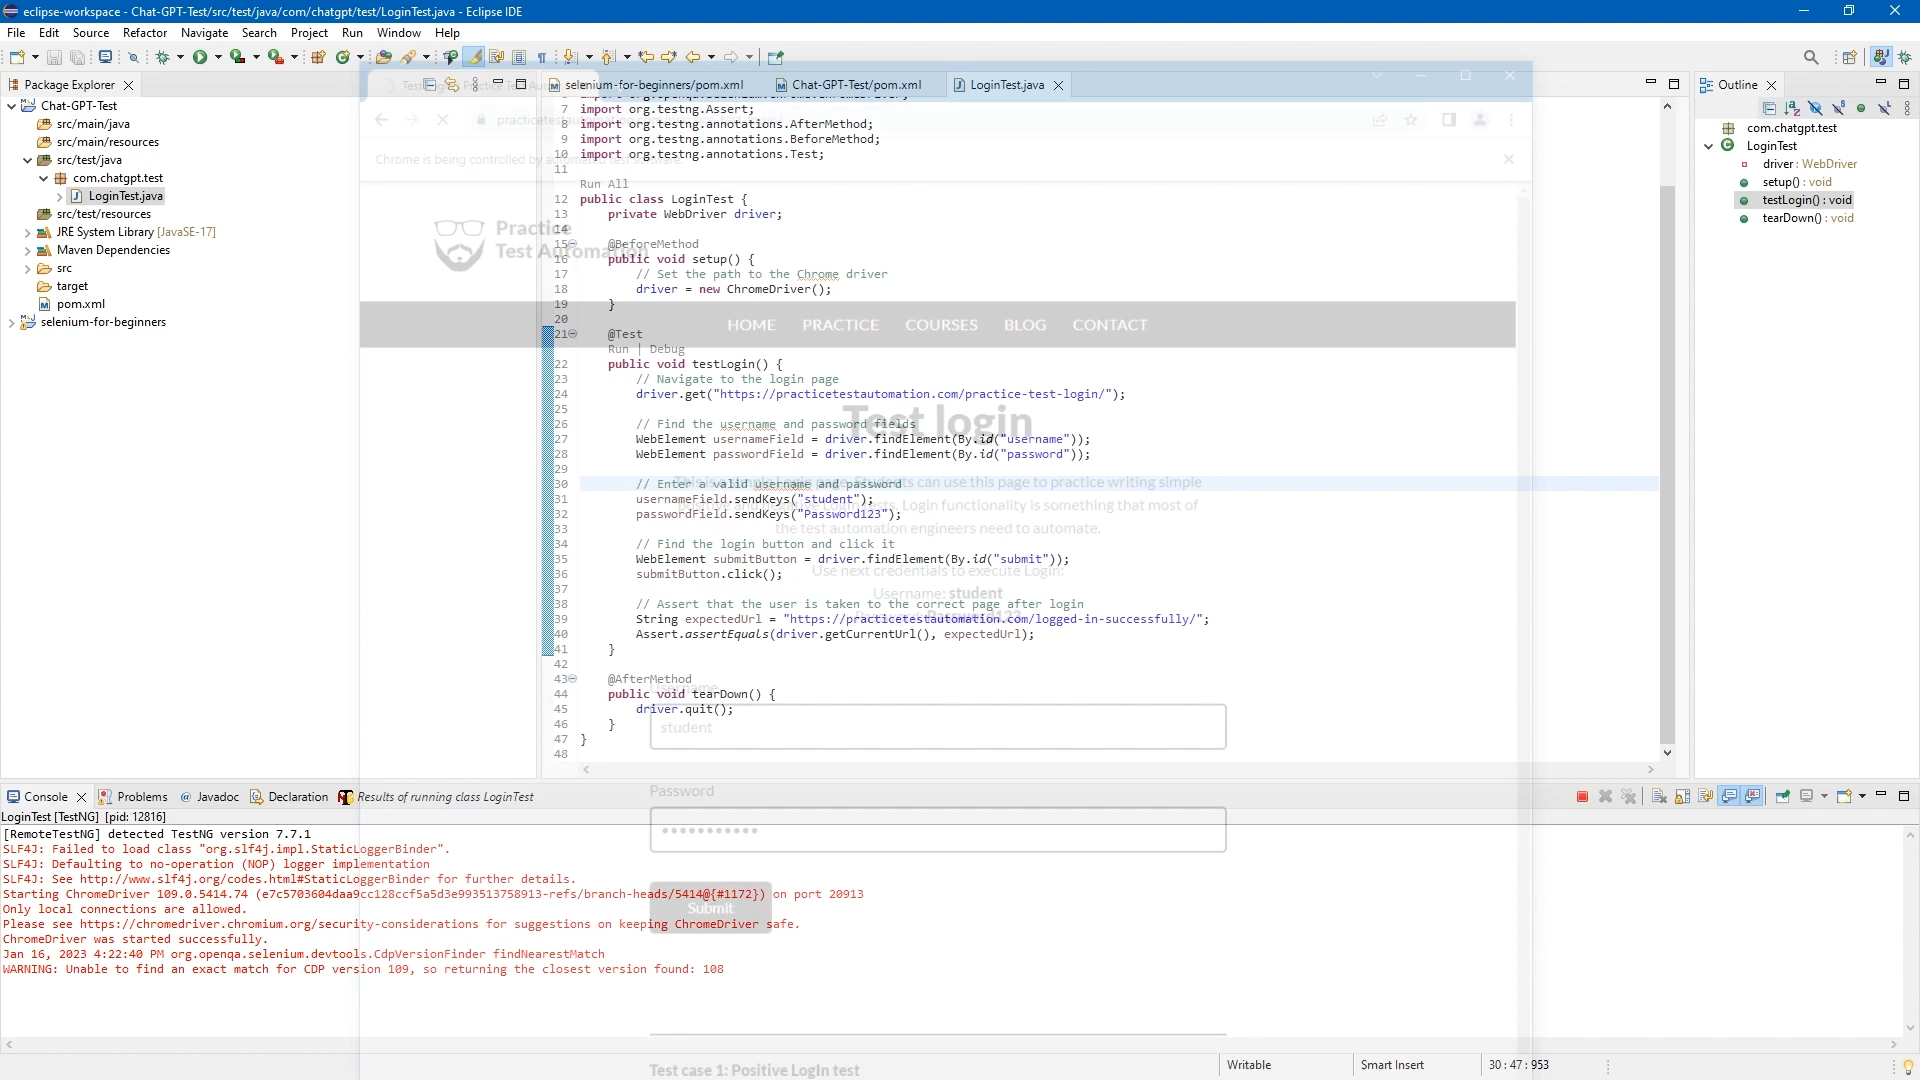 eclipse-workspace - Chat-GPT-Test/src/test/java/com/chatgpt/test/LoginTest.java - Eclipse IDE
File Edit Source Refactor Navigate Search Project Run Window Help
Package Explorer
Chat-GPT-Test
src/main/java
src/main/resources
src/test/java
com.chatgpt.test
LoginTest.java
src/test/resources
JRE System Library [JavaSE-17]
Maven Dependencies
src
target
pom.xml
selenium-for-beginners
selenium-for-beginners/pom.xml Chat-GPT-Test/pom.xml LoginTest.java
7 import org.testng.Assert;
8 import org.testng.annotations.AfterMethod;
9 import org.testng.annotations.BeforeMethod;
10 import org.testng.annotations.Test;
11
Run All
12 public class LoginTest {
13 private WebDriver driver;
14
15 @BeforeMethod
16 public void setup() {
17 // Set the path to the Chrome driver
18 driver = new ChromeDriver();
19 }
20
21 @Test
Run | Debug
22 public void testLogin() {
23 // Navigate to the login page
24 driver.get("https://practicetestautomation.com/practice-test-login/");
25
26 // Find the username and password fields
27 WebElement usernameField = driver.findElement(By.id("username"));
28 WebElement passwordField = driver.findElement(By.id("password"));
29
30 // Enter a valid username and password
31 usernameField.sendKeys("student");
32 passwordField.sendKeys("Password123");
33
34 // Find the login button and click it
35 WebElement submitButton = driver.findElement(By.id("submit"));
36 submitButton.click();
37
38 // Assert that the user is taken to the correct page after login
39 String expectedUrl = "https://practicetestautomation.com/logged-in-successfully/";
40 Assert.assertEquals(driver.getCurrentUrl(), expectedUrl);
41 }
42
43 @AfterMethod
44 public void tearDown() {
45 driver.quit();
46 }
47 }
48
Chrome is being controlled by automated test software.
Practice
Test Automation
HOME PRACTICE COURSES BLOG CONTACT
Test login
This is a simple Login page. Students can use this page to practice writing simple
positive and negative LogIn tests. Login functionality is something that most of
the test automation engineers need to automate.
Use next credentials to execute Login:
Username: student
Password: Password123
Username
student
Password
Submit
Test case 1: Positive LogIn test
Outline
com.chatgpt.test
LoginTest
driver : WebDriver
setup() : void
testLogin() : void
tearDown() : void
Console Problems Javadoc Declaration Results of running class LoginTest
LoginTest [TestNG] [pid: 12816]
[RemoteTestNG] detected TestNG version 7.7.1
SLF4J: Failed to load class "org.slf4j.impl.StaticLoggerBinder".
SLF4J: Defaulting to no-operation (NOP) logger implementation
SLF4J: See http://www.slf4j.org/codes.html#StaticLoggerBinder for further details.
Starting ChromeDriver 109.0.5414.74 (e7c5703604daa9cc128ccf5a5d3e993513758913-refs/branch-heads/5414@{#1172}) on port 20913
Only local connections are allowed.
Please see https://chromedriver.chromium.org/security-considerations for suggestions on keeping ChromeDriver safe.
ChromeDriver was started successfully.
Jan 16, 2023 4:22:40 PM org.openqa.selenium.devtools.CdpVersionFinder findNearestMatch
WARNING: Unable to find an exact match for CDP version 109, so returning the closest version found: 108
Writable Smart Insert 30 : 47 : 953